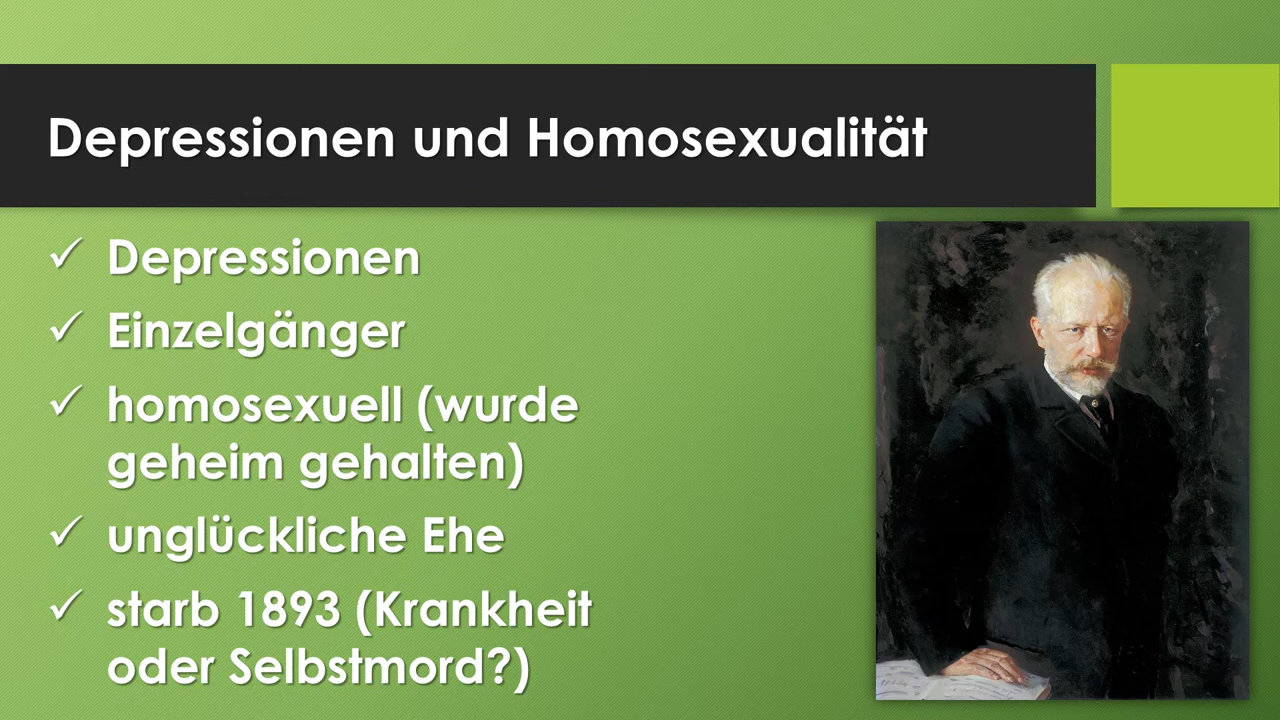 Depressionen und Homosexualität
✓ Depressionen
✓ Einzelgänger
✓ homosexuell (wurde
geheim gehalten)
✓ unglückliche Ehe
✓ starb 1893 (Krankheit
oder Selbstmord?)